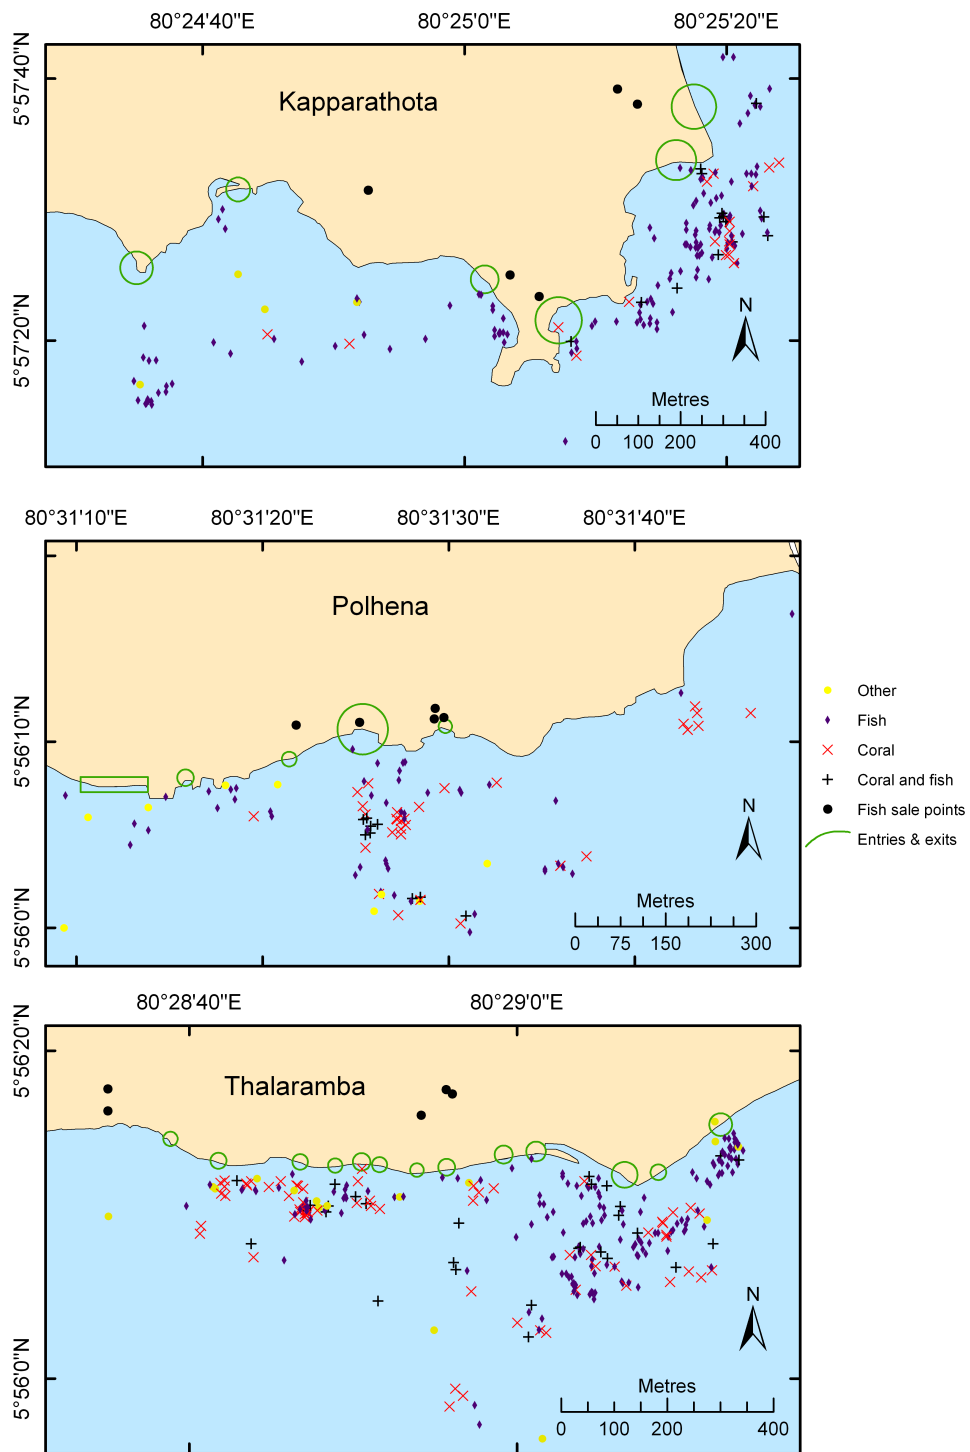 80°24'40"E 80°25'0"E 80°25'20"E
5°57'40"N
Kapparathota
5°57'20"N
N
Metres
0 100 200 400
80°31'10"E 80°31'20"E 80°31'30"E 80°31'40"E
Polhena
5°56'10"N
5°56'0"N
N
Metres
0 75 150 300
Other
Fish
Coral
Coral and fish
Fish sale points
Entries & exits
80°28'40"E 80°29'0"E
5°56'20"N
Thalaramba
5°56'0"N
N
Metres
0 100 200 400